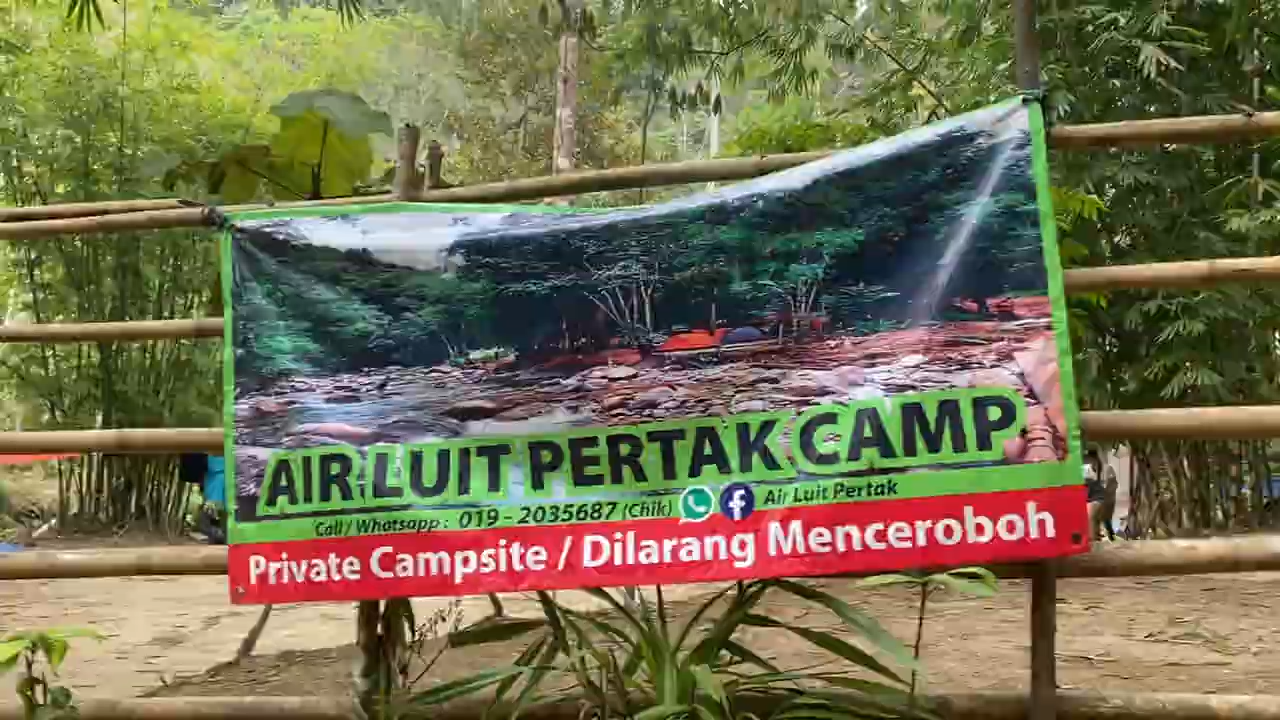 AIR LUIT PERTAK CAMP
Call / Whatsapp : 019 - 2035687 (Chik) Air Luit Pertak
Private Campsite / Dilarang Menceroboh